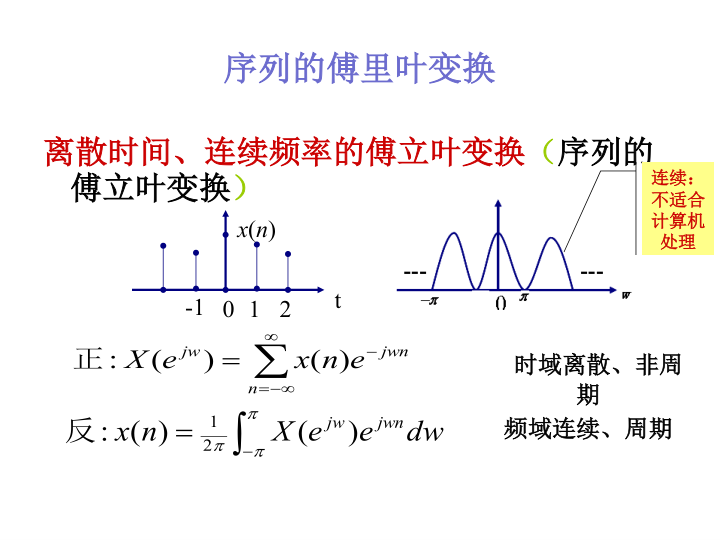 序列的傅里叶变换
离散时间、连续频率的傅立叶变换（序列的
傅立叶变换）
连续：
不适合
计算机
处理
x(n)
-1 0 1 2 t
--- ---
−π 0 π w
正: X(e^{jw}) = \sum_{n=-∞}^{∞} x(n)e^{-jwn}
反: x(n) = \frac{1}{2π} \int_{-π}^{π} X(e^{jw})e^{jwn} dw
时域离散、非周
期
频域连续、周期